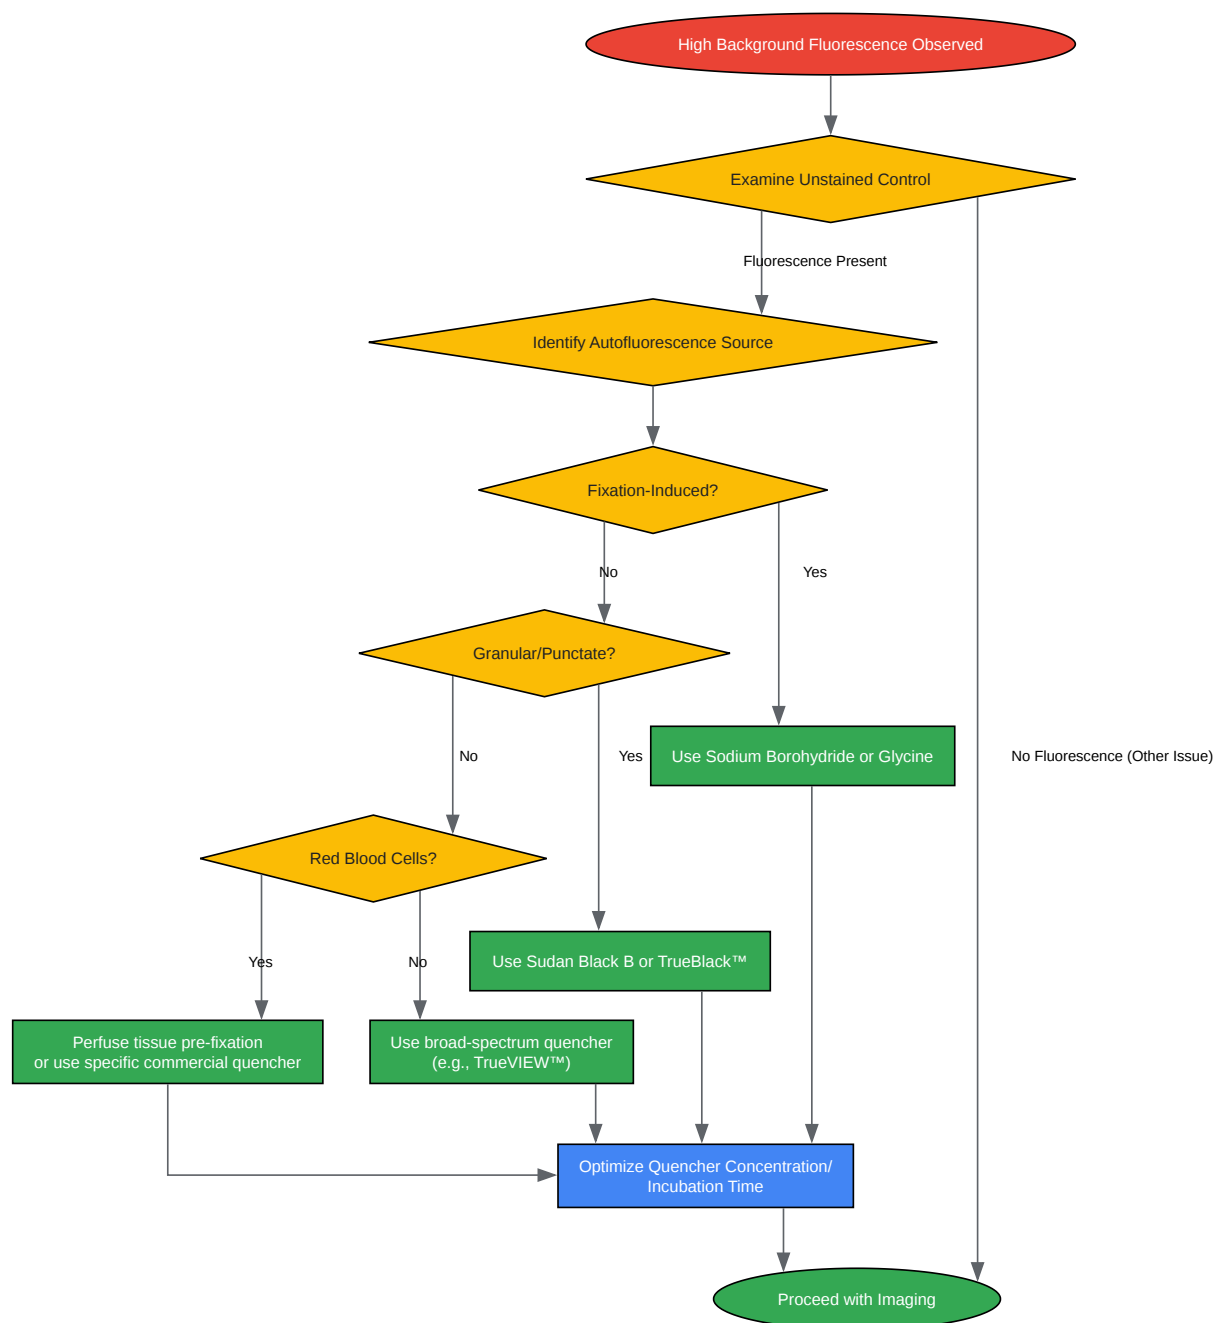 High Background Fluorescence Observed
Examine Unstained Control
Fluorescence Present
Identify Autofluorescence Source
Fixation-Induced?
No
Yes
Granular/Punctate?
No
Yes
Use Sodium Borohydride or Glycine
No Fluorescence (Other Issue)
Red Blood Cells?
Yes
No
Use Sudan Black B or TrueBlack™
Perfuse tissue pre-fixation
or use specific commercial quencher
Use broad-spectrum quencher
(e.g., TrueVIEW™)
Optimize Quencher Concentration/
Incubation Time
Proceed with Imaging